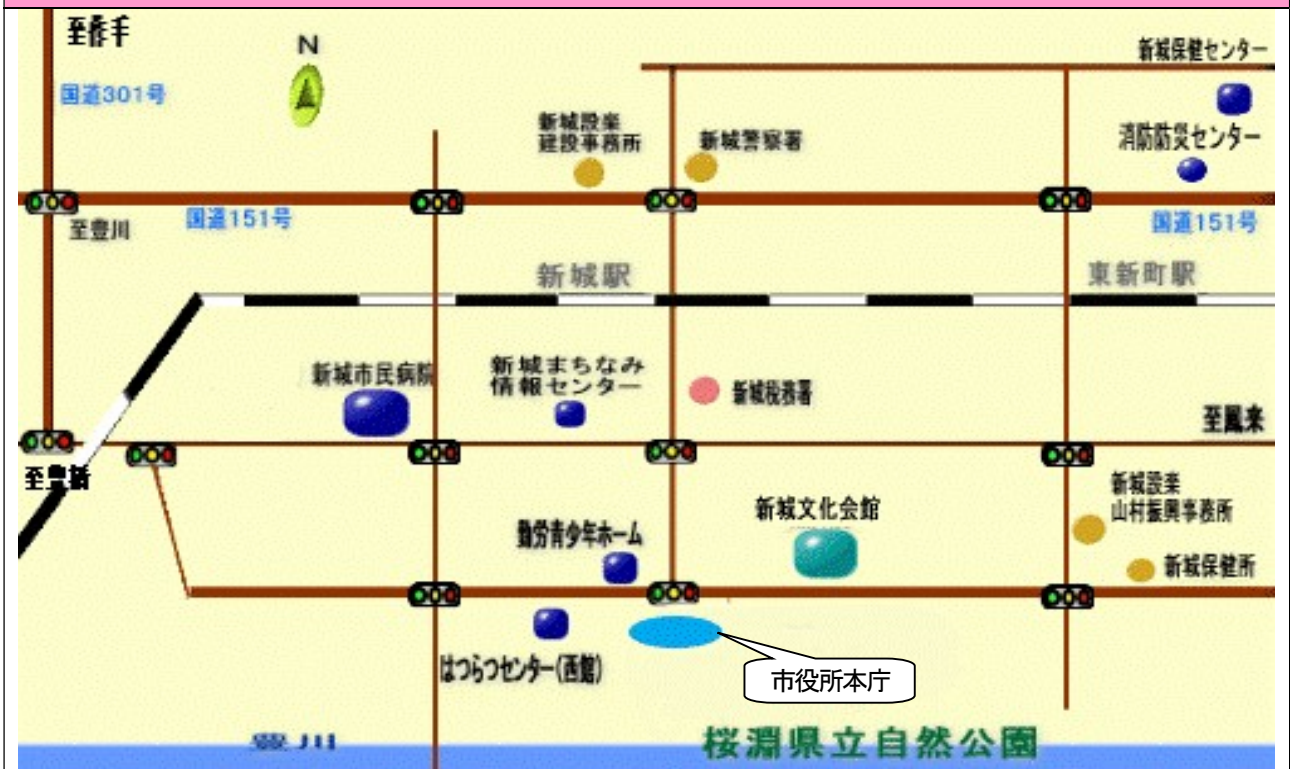 至作手
N
新城保健センター
国道301号
新城設楽
建設事務所
新城警察署
消防防災センター
至豊川
国道151号
国道151号
新城駅
東新町駅
新城市民病院
新城まちなみ
情報センター
新城税務署
至鳳来
至豊橋
新城設楽
山村振興事務所
新城文化会館
勤労青少年ホーム
新城保健所
はつらつセンター(西館)
市役所本庁
桜淵県立自然公園